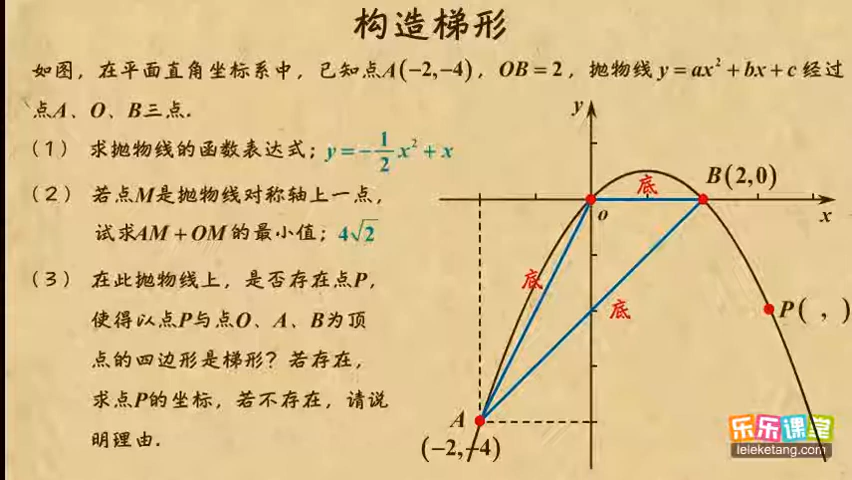 构造梯形
如图，在平面直角坐标系中，已知点A(−2,−4)，OB=2，抛物线y=ax²+bx+c经过
点A、O、B三点.
（1） 求抛物线的函数表达式；y=−1/2x²+x
（2） 若点M是抛物线对称轴上一点，
试求AM+OM的最小值；4√2
（3） 在此抛物线上，是否存在点P，
使得以点P与点O、A、B为顶
点的四边形是梯形？若存在，
求点P的坐标，若不存在，请说
明理由.
y
B(2,0)
底
o
x
底
底
P( , )
A
(−2,−4)
乐乐课堂
leleketang.com